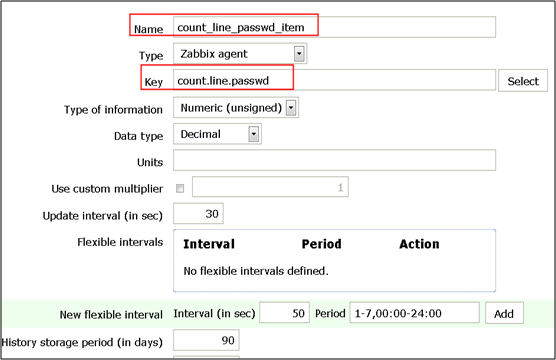 Name count_line_passwd_item
Type Zabbix agent
Key count.line.passwd Select
Type of information Numeric (unsigned)
Data type Decimal
Units
Use custom multiplier 1
Update interval (in sec) 30
Flexible intervals Interval Period Action
No flexible intervals defined.
New flexible interval Interval (in sec) 50 Period 1-7,00:00-24:00 Add
History storage period (in days) 90